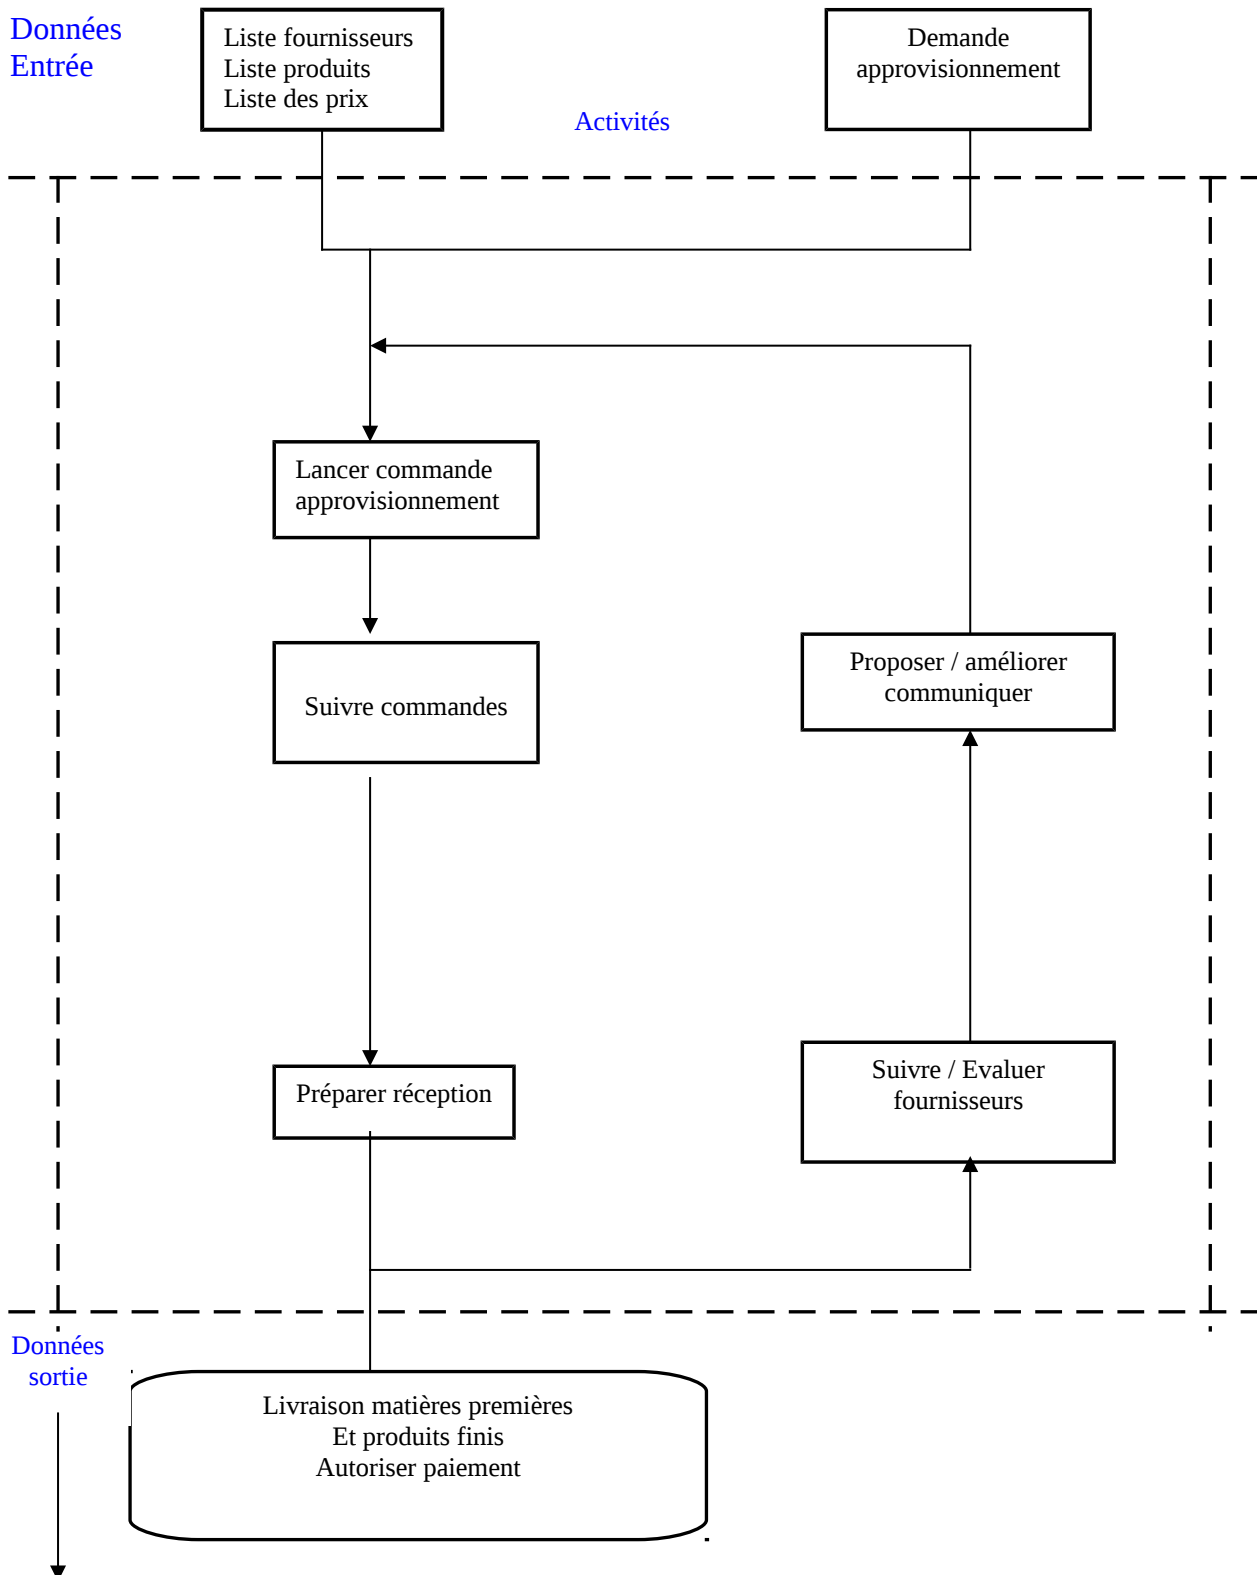 Données
Entrée
Liste fournisseurs
Liste produits
Liste des prix
Demande
approvisionnement
Activités
Lancer commande
approvisionnement
Suivre commandes
Proposer / améliorer
communiquer
Préparer réception
Suivre / Evaluer
fournisseurs
Données
sortie
Livraison matières premières
Et produits finis
Autoriser paiement